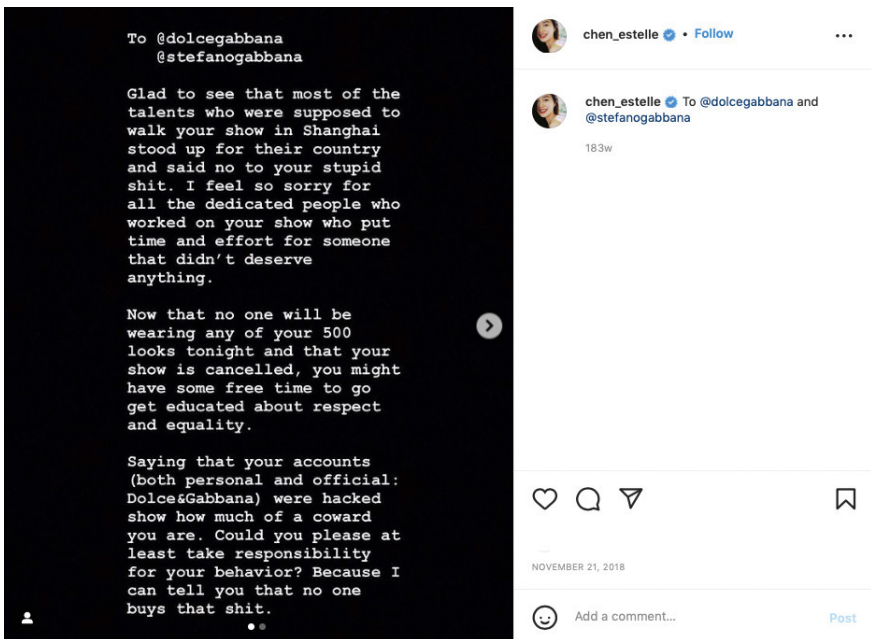 To @dolcegabbana
@stefanogabbana
Glad to see that most of the
talents who were supposed to
walk your show in Shanghai
stood up for their country
and said no to your stupid
shit. I feel so sorry for
all the dedicated people who
worked on your show who put
time and effort for someone
that didn't deserve
anything.
Now that no one will be
wearing any of your 500
looks tonight and that your
show is cancelled, you might
have some free time to go
get educated about respect
and equality.
Saying that your accounts
(both personal and official:
Dolce&Gabbana) were hacked
show how much of a coward
you are. Could you please at
least take responsibility
for your behavior? Because I
can tell you that no one
buys that shit.
chen_estelle • Follow
chen_estelle To @dolcegabbana and
@stefanogabbana
183w
NOVEMBER 21, 2018
Add a comment...
Post